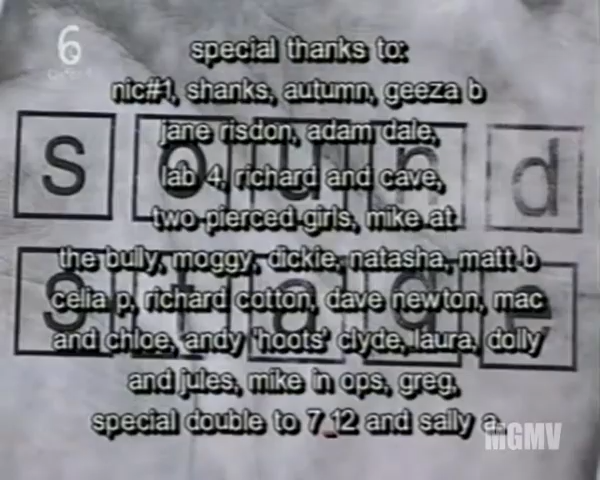 6
special thanks to:
nic#1, shanks, autumn, geeza b
jane risdon, adam dale,
sound
lab 4, richard and cave,
two pierced girls, mike at
the bully, moggy, dickie, natasha, matt b
celia p, richard cotton, dave newton, mac
stage
and chloe, andy 'hoots' clyde, laura, dolly
and jules, mike in ops, greg,
special double to 7_12 and sally a.
MGMV